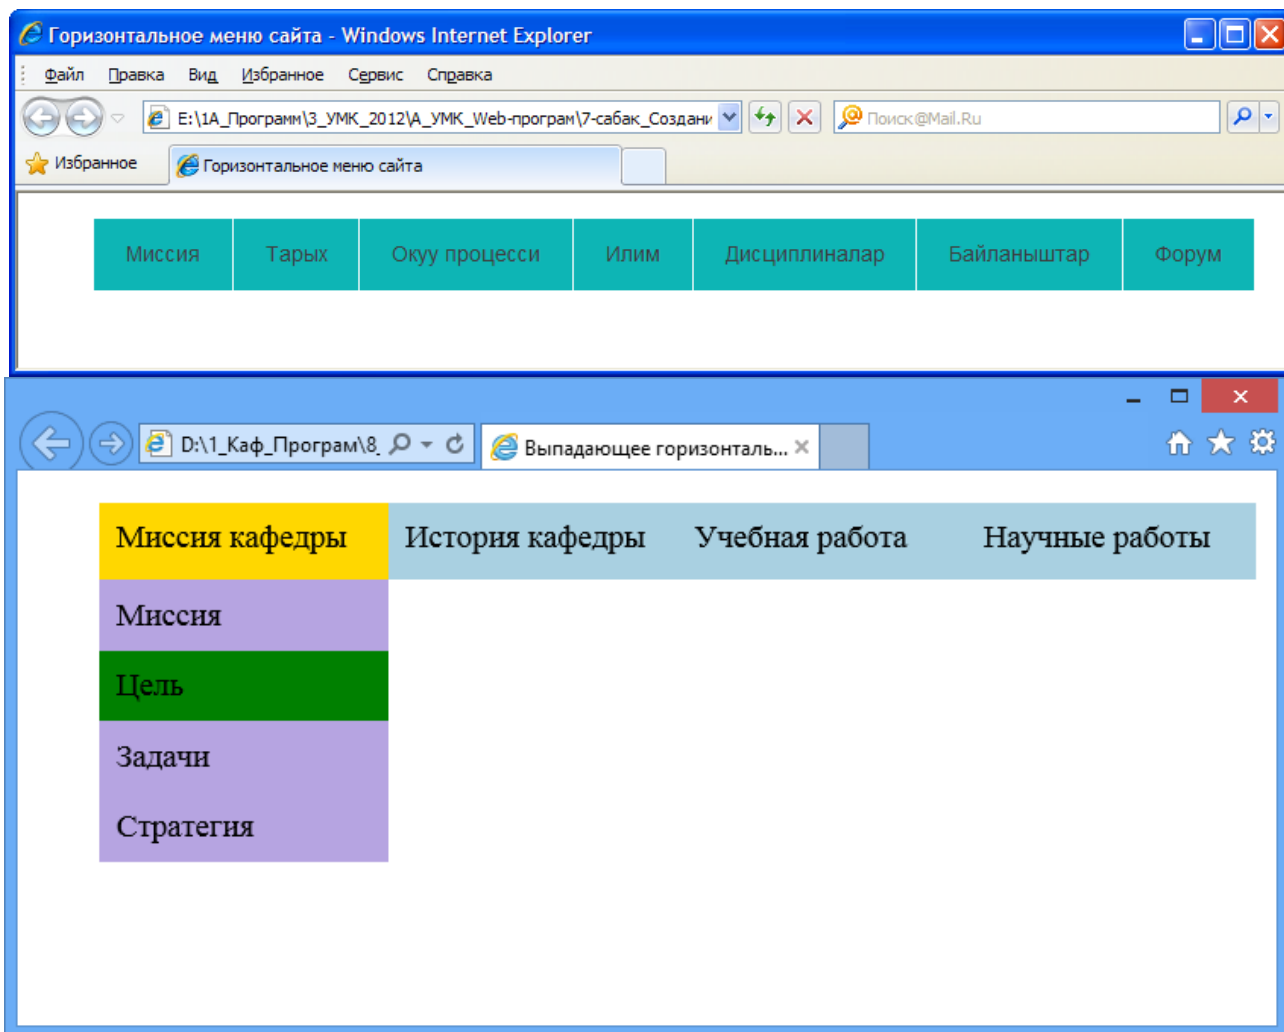 Горизонтальное меню сайта - Windows Internet Explorer
Файл Правка Вид Избранное Сервис Справка
E:\1A_Программ\3_УМК_2012\А_УМК_Web-програм\7-сабак_Создани Поиск@Mail.Ru
Избранное Горизонтальное меню сайта
Миссия Тарых Окуу процесси Илим Дисциплиналар Байланыштар Форум
D:\1_Каф_Програм\8_ Выпадающее горизонталь...
Миссия кафедры История кафедры Учебная работа Научные работы
Миссия
Цель
Задачи
Стратегия